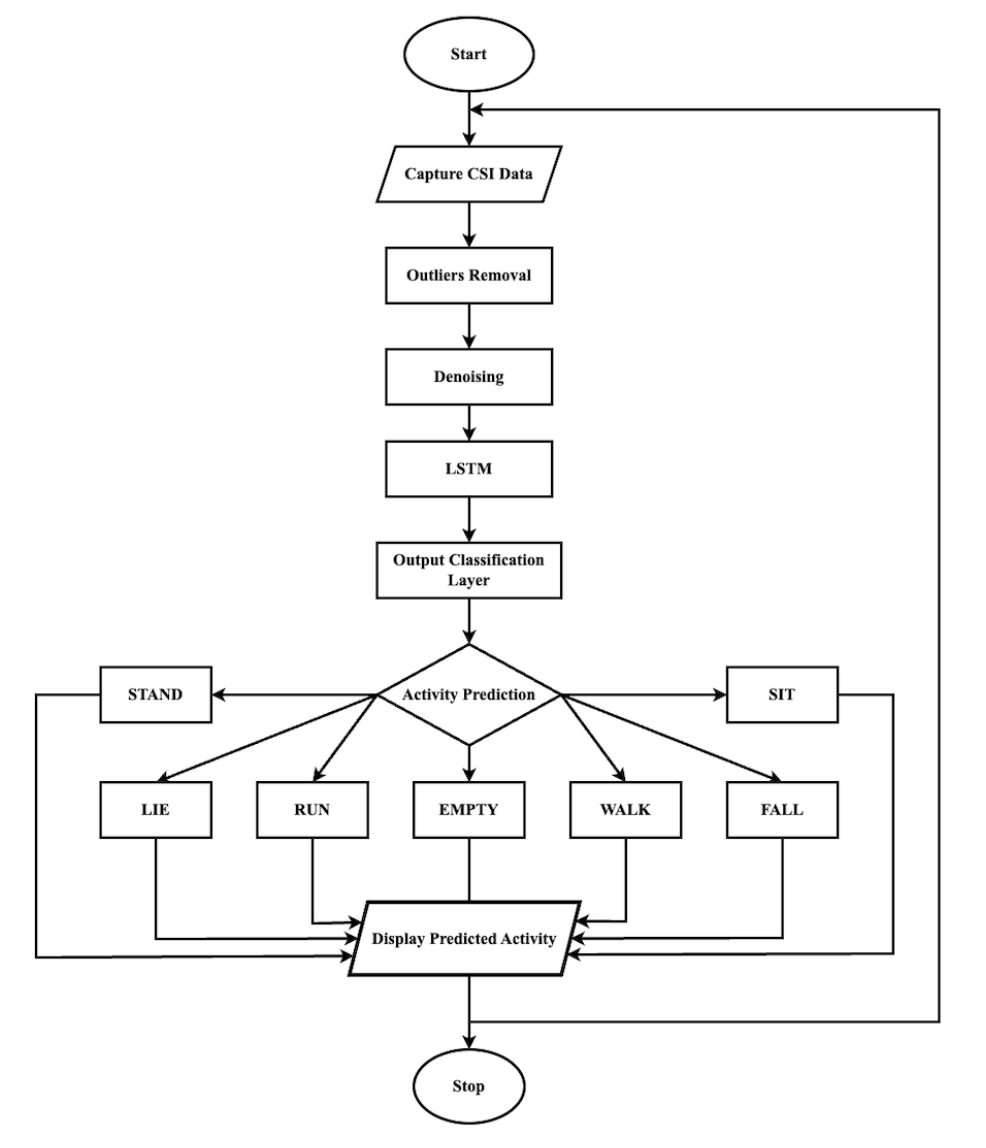 Start
Capture CSI Data
Outliers Removal
Denoising
LSTM
Output Classification
Layer
STAND
Activity Prediction
SIT
LIE
RUN
EMPTY
WALK
FALL
Display Predicted Activity
Stop